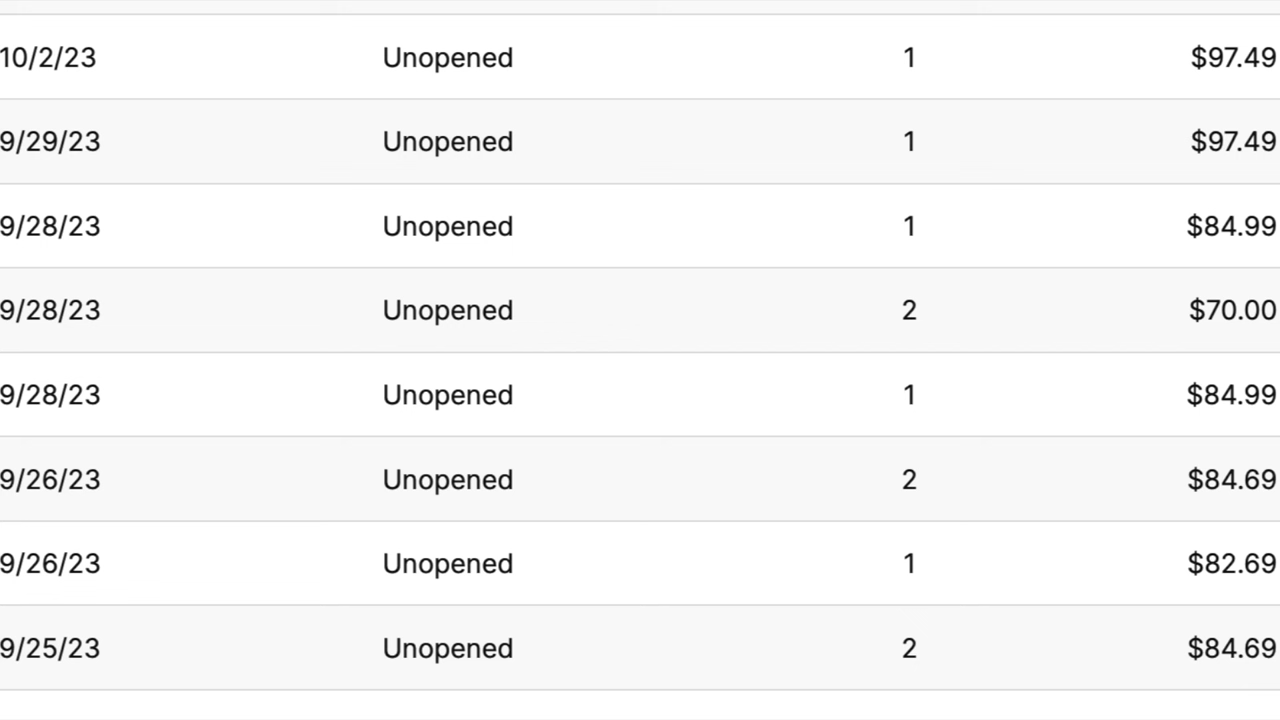 10/2/23 Unopened 1 $97.49
9/29/23 Unopened 1 $97.49
9/28/23 Unopened 1 $84.99
9/28/23 Unopened 2 $70.00
9/28/23 Unopened 1 $84.99
9/26/23 Unopened 2 $84.69
9/26/23 Unopened 1 $82.69
9/25/23 Unopened 2 $84.69